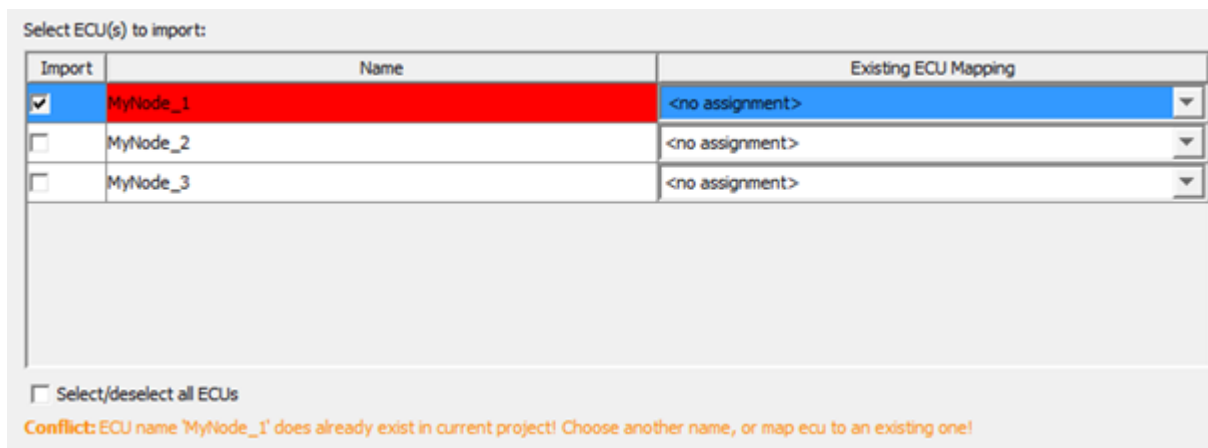 Select ECU(s) to import:
Import Name Existing ECU Mapping
MyNode_1 <no assignment>
MyNode_2 <no assignment>
MyNode_3 <no assignment>
Select/deselect all ECUs
Conflict: ECU name 'MyNode_1' does already exist in current project! Choose another name, or map ecu to an existing one!